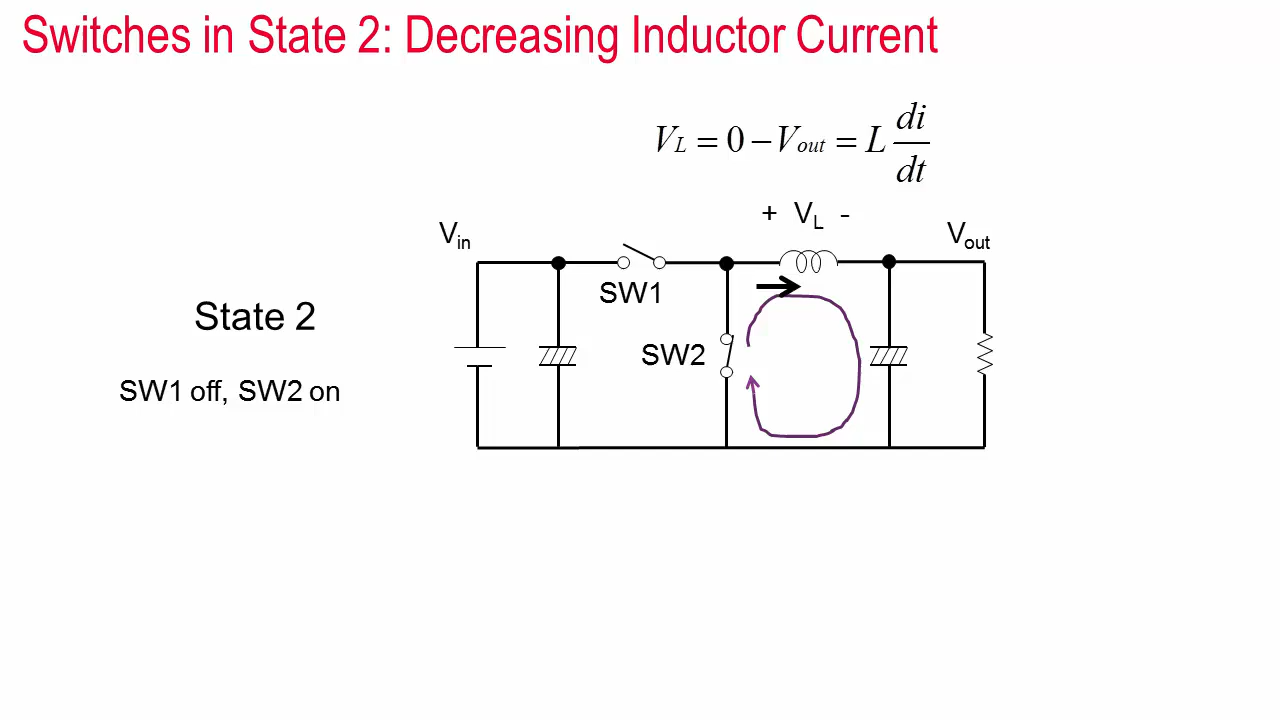 Switches in State 2: Decreasing Inductor Current
V_L = 0 − V_out = L di/dt
+ V_L -
V_in
V_out
SW1
State 2
SW2
SW1 off, SW2 on